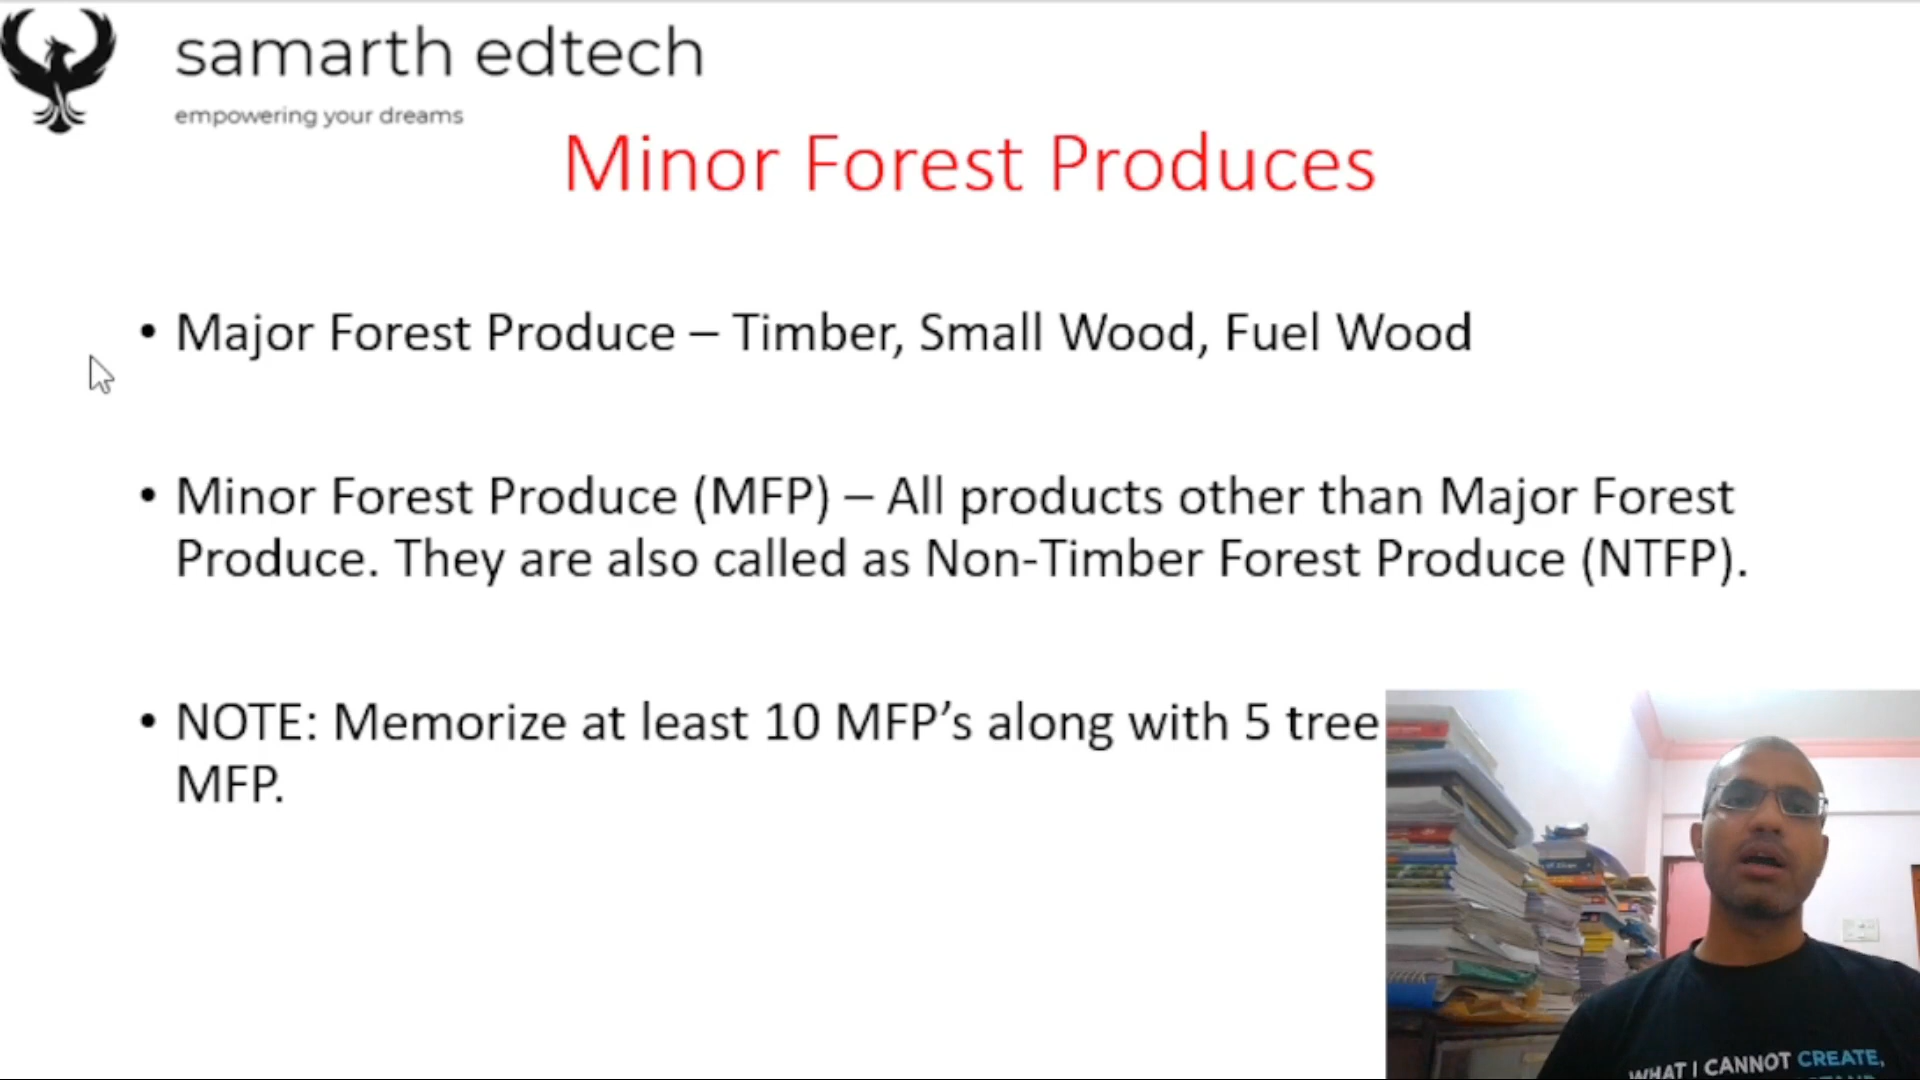 samarth edtech
empowering your dreams
Minor Forest Produces
• Major Forest Produce – Timber, Small Wood, Fuel Wood
• Minor Forest Produce (MFP) – All products other than Major Forest
Produce. They are also called as Non-Timber Forest Produce (NTFP).
• NOTE: Memorize at least 10 MFP’s along with 5 tree
MFP.
WHAT I CANNOT CREATE,